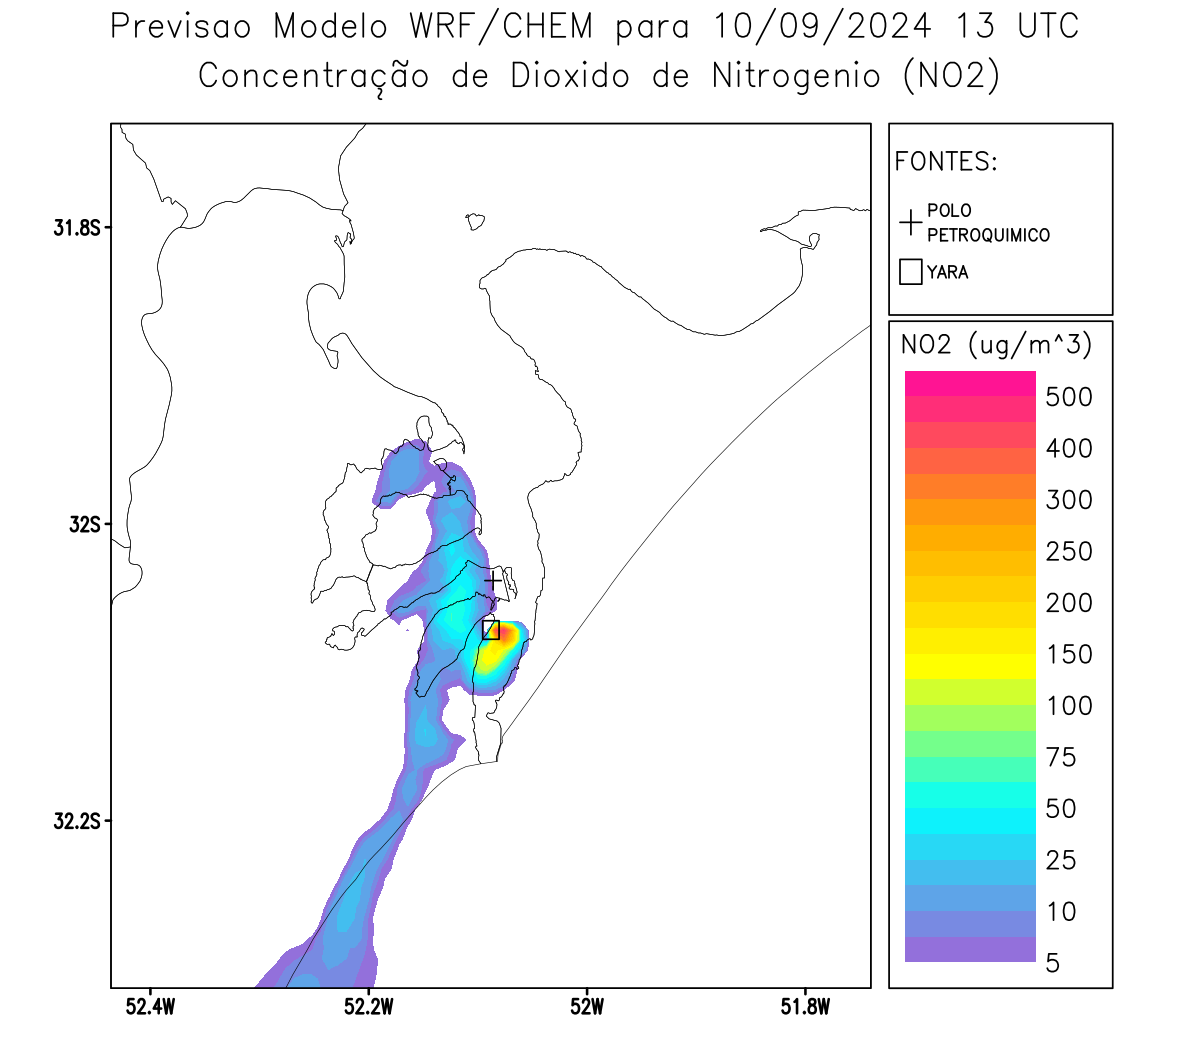 Previsao Modelo WRF/CHEM para 10/09/2024 13 UTC
Concentração de Dioxido de Nitrogenio (NO2)
FONTES:
POLO
PETROQUIMICO
YARA
NO2 (ug/m^3)
500
400
300
250
200
150
100
75
50
25
10
5
31.8S
32S
32.2S
52.4W
52.2W
52W
51.8W